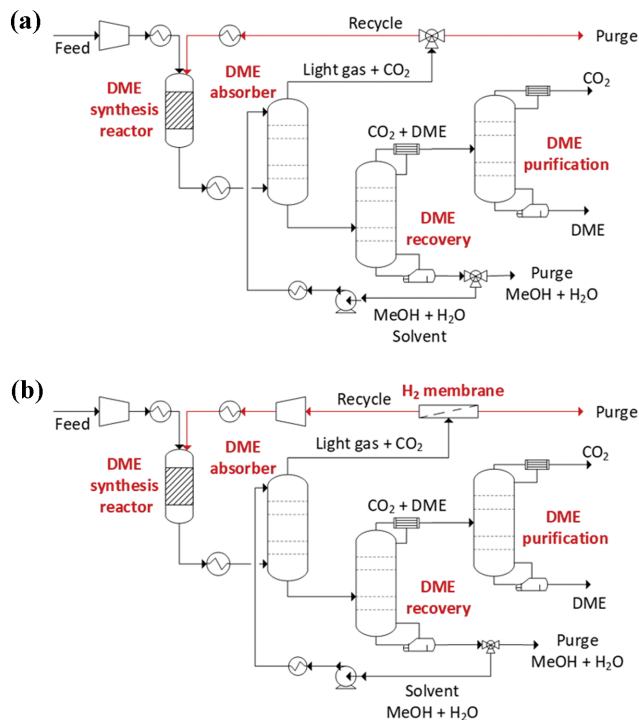 (a)
Recycle
Feed
Purge
DME
synthesis
reactor
DME
absorber
Light gas + CO₂
CO₂
CO₂ + DME
DME
purification
DME
recovery
DME
Purge
MeOH + H₂O
MeOH + H₂O
Solvent
(b)
H₂ membrane
Recycle
Feed
Purge
DME
synthesis
reactor
DME
absorber
Light gas + CO₂
CO₂
CO₂ + DME
DME
purification
DME
recovery
DME
Purge
MeOH + H₂O
Solvent
MeOH + H₂O